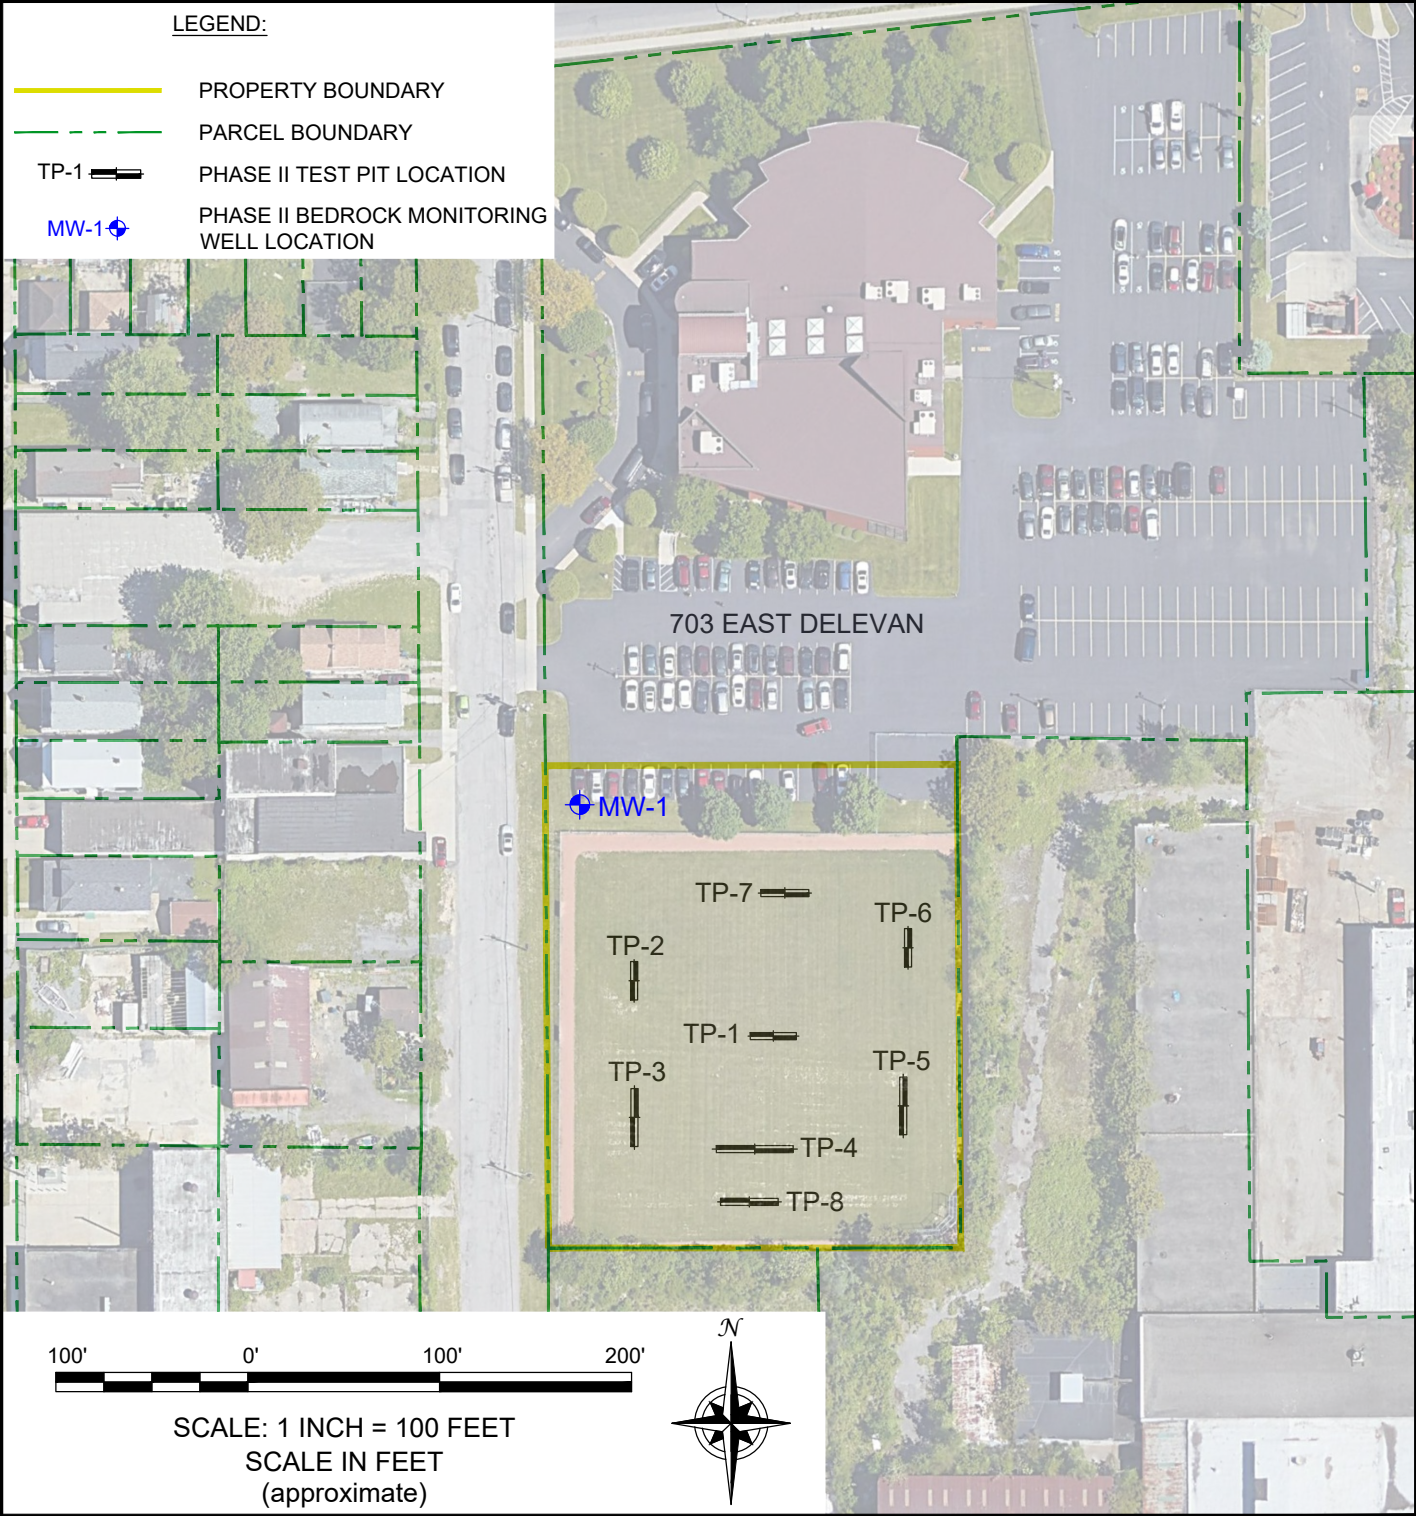 LEGEND:
PROPERTY BOUNDARY
PARCEL BOUNDARY
TP-1 PHASE II TEST PIT LOCATION
MW-1 PHASE II BEDROCK MONITORING
WELL LOCATION
703 EAST DELEVAN
MW-1
TP-7
TP-6
TP-2
TP-1
TP-5
TP-3
TP-4
TP-8
100' 0' 100' 200'
SCALE: 1 INCH = 100 FEET
SCALE IN FEET
(approximate)
N